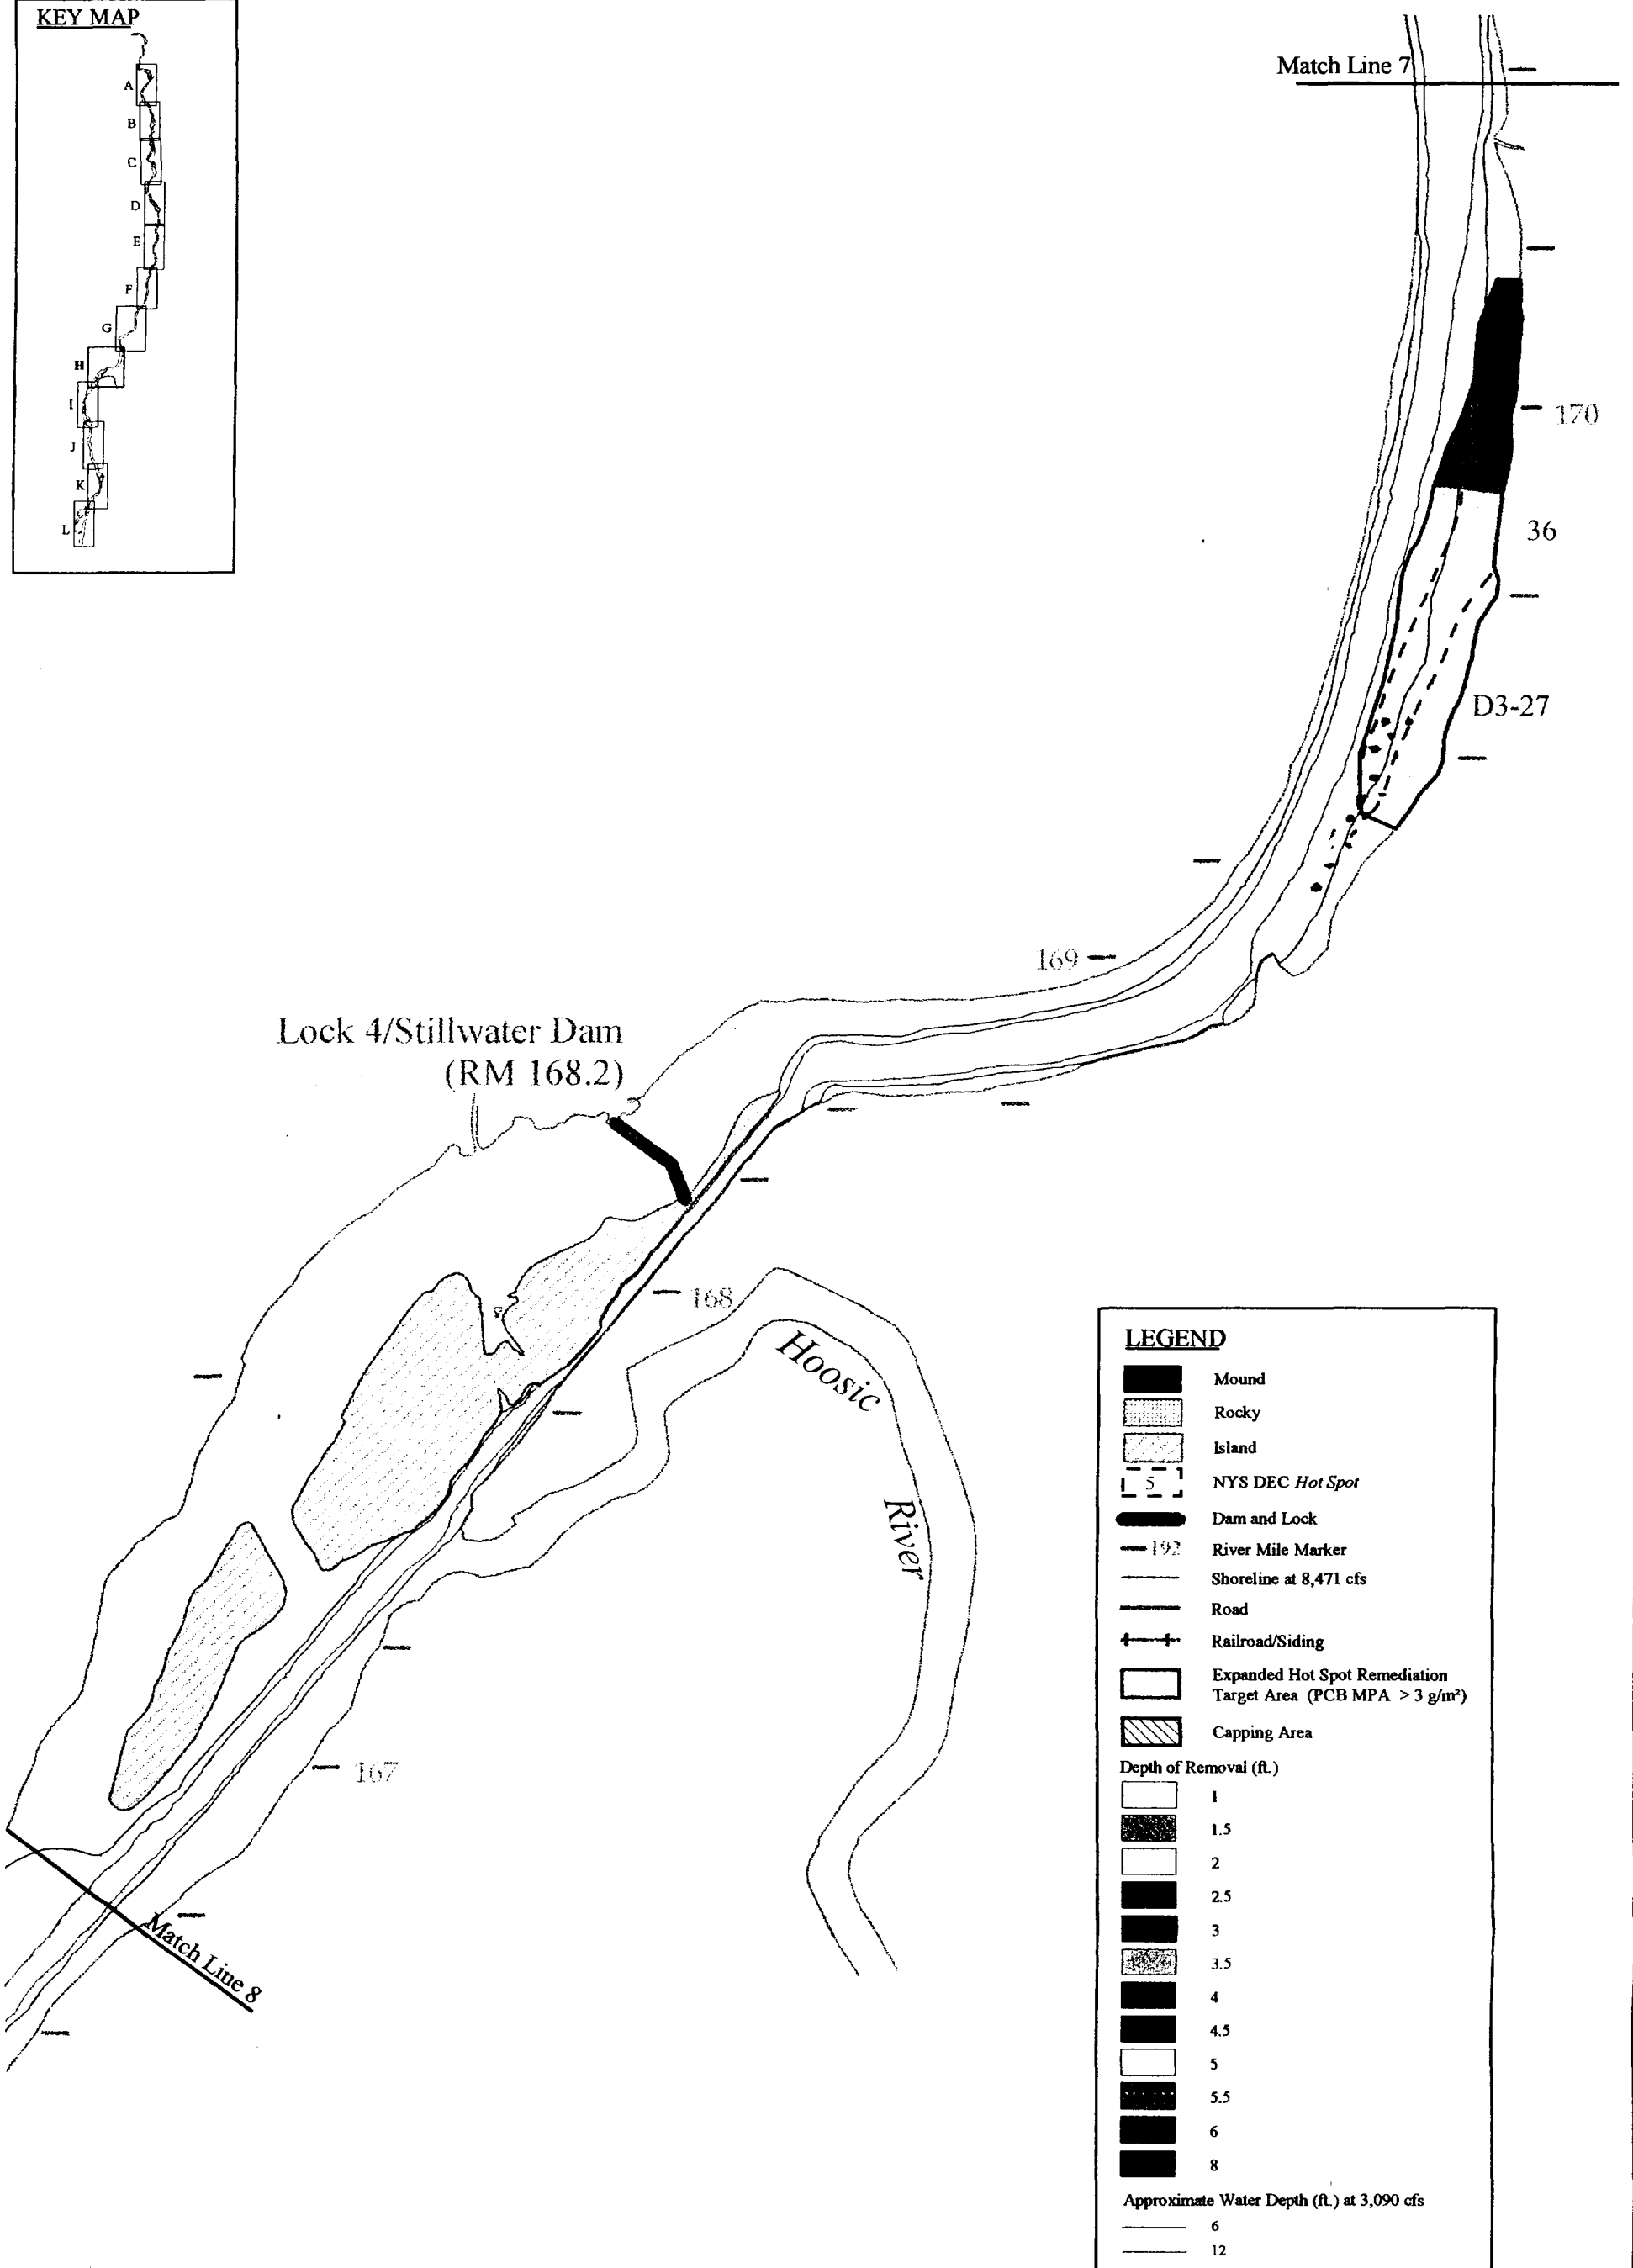 KEY MAP
A
B
C
D
E
F
G
H
I
J
K
L
Match Line 7
170
36
D3-27
169
Lock 4/Stillwater Dam
(RM 168.2)
168
Hoosic
River
167
Match Line 8
LEGEND
Mound
Rocky
Island
5 NYS DEC Hot Spot
Dam and Lock
192 River Mile Marker
Shoreline at 8,471 cfs
Road
Railroad/Siding
Expanded Hot Spot Remediation
Target Area (PCB MPA > 3 g/m²)
Capping Area
Depth of Removal (ft.)
1
1.5
2
2.5
3
3.5
4
4.5
5
5.5
6
8
Approximate Water Depth (ft.) at 3,090 cfs
6
12